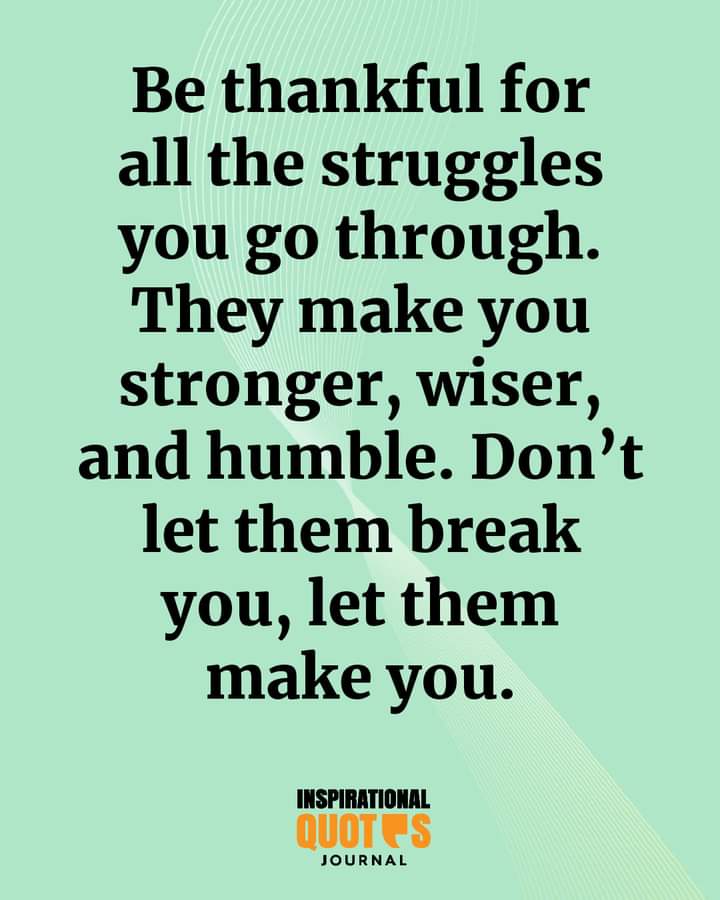 Be thankful for
all the struggles
you go through.
They make you
stronger, wiser,
and humble. Don’t
let them break
you, let them
make you.
INSPIRATIONAL
QUOTES
JOURNAL